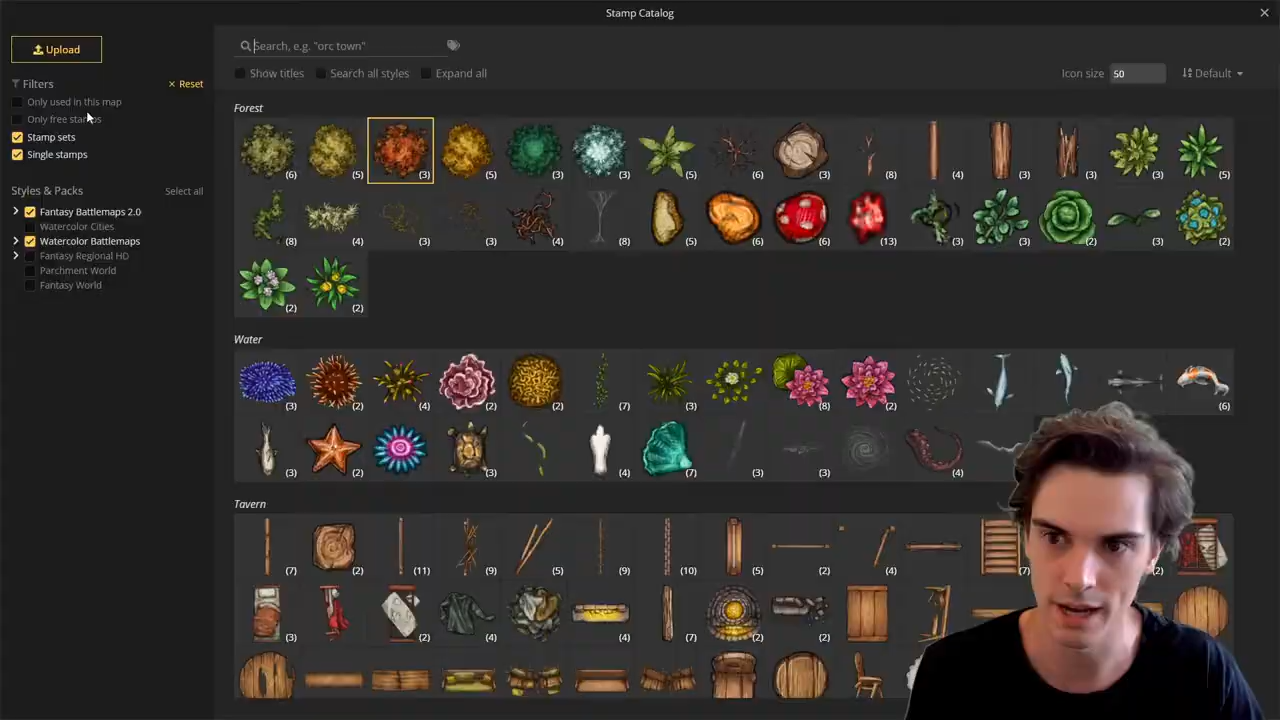 Stamp Catalog
Upload
Search, e.g. "orc town"
Show titles Search all styles Expand all Icon size 50 Default
Filters Reset
Only used in this map
Only free stamps
Stamp sets
Single stamps
Styles & Packs Select all
Fantasy Battlemaps 2.0
Watercolor Cities
Watercolor Battlemaps
Fantasy Regional HD
Parchment World
Fantasy World
Forest
(6) (5) (3) (5) (3) (3) (5) (6) (2) (8) (4) (3) (3) (3) (5)
(8) (4) (3) (3) (4) (8) (5) (6) (6) (13) (3) (3) (2) (3) (2)
(2) (2)
Water
(3) (2) (4) (2) (2) (7) (3) (6) (8) (2) (6)
(3) (2) (3) (4) (7) (3) (3) (4)
Tavern
(7) (2) (11) (9) (5) (9) (10) (5) (2) (4) (7) (2)
(3) (2) (4) (4) (7) (2) (2)